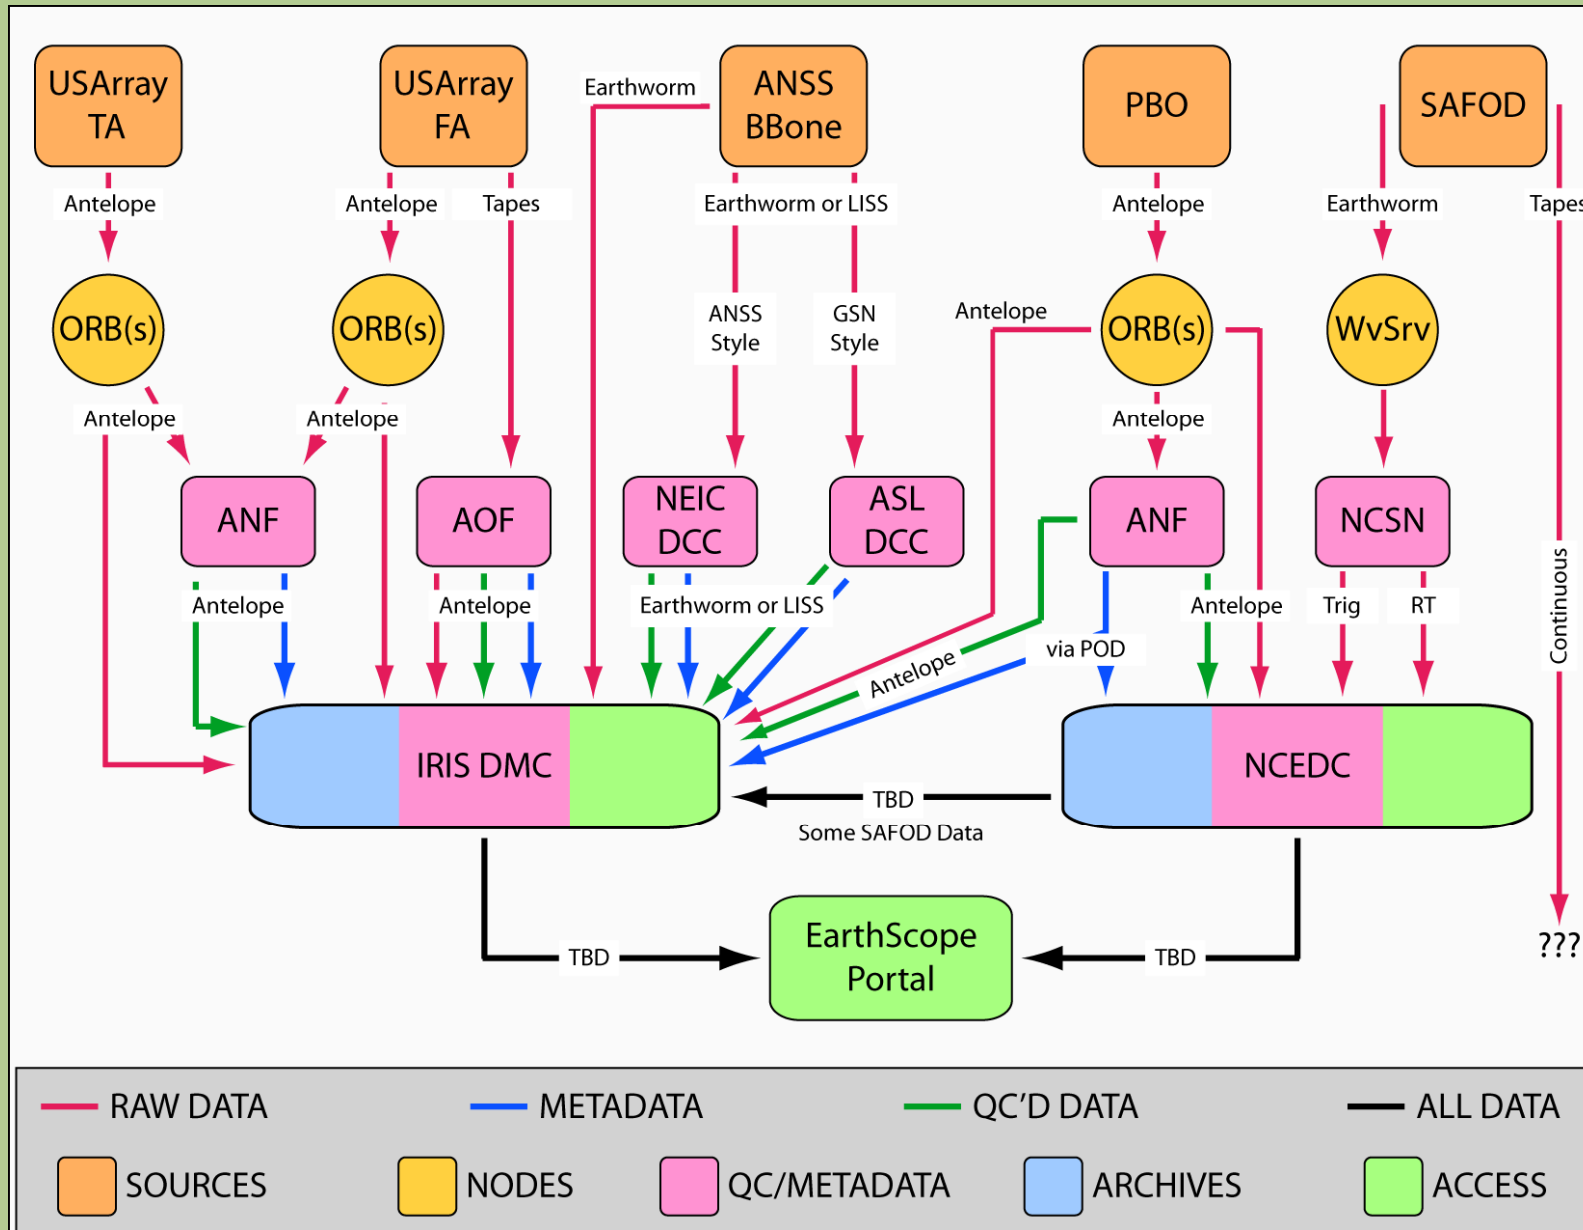 USArray
TA
USArray
FA
Earthworm
ANSS
BBone
PBO
SAFOD
Antelope
Antelope
Tapes
Earthworm or LISS
Antelope
Earthworm
Tapes
ORB(s)
ORB(s)
ANSS
Style
GSN
Style
Antelope
ORB(s)
WvSrv
Antelope
Antelope
Antelope
ANF
AOF
NEIC
DCC
ASL
DCC
ANF
NCSN
Continuous
Antelope
Antelope
Earthworm or LISS
Antelope
Trig
RT
via POD
Antelope
IRIS DMC
NCEDC
TBD
Some SAFOD Data
EarthScope
Portal
TBD
TBD
???
RAW DATA
METADATA
QC'D DATA
ALL DATA
SOURCES
NODES
QC/METADATA
ARCHIVES
ACCESS